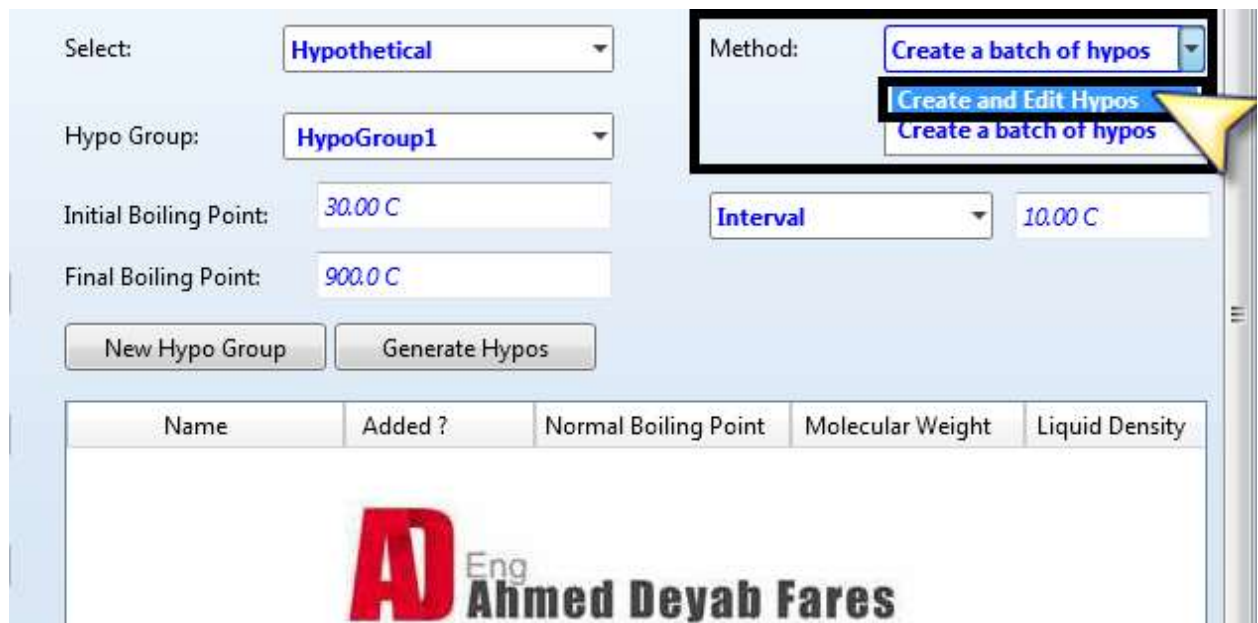 Select: Hypothetical Method: Create a batch of hypos
Create and Edit Hypos
Hypo Group: HypoGroup1 Create a batch of hypos
Initial Boiling Point: 30.00 C Interval 10.00 C
Final Boiling Point: 900.0 C
New Hypo Group Generate Hypos
Name Added ? Normal Boiling Point Molecular Weight Liquid Density
AD Eng
Ahmed Deyab Fares